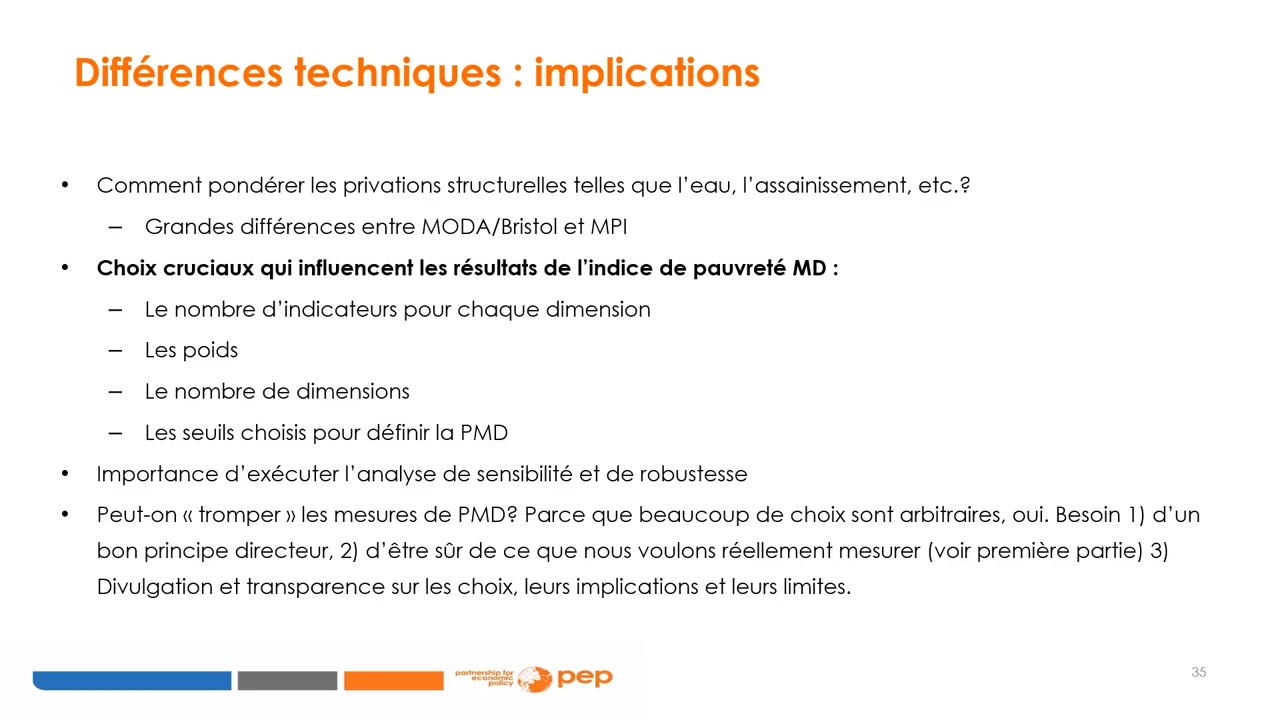 Différences techniques : implications
• Comment pondérer les privations structurelles telles que l’eau, l’assainissement, etc.?
– Grandes différences entre MODA/Bristol et MPI
• Choix cruciaux qui influencent les résultats de l’indice de pauvreté MD :
– Le nombre d’indicateurs pour chaque dimension
– Les poids
– Le nombre de dimensions
– Les seuils choisis pour définir la PMD
• Importance d’exécuter l’analyse de sensibilité et de robustesse
• Peut-on « tromper » les mesures de PMD? Parce que beaucoup de choix sont arbitraires, oui. Besoin 1) d’un
bon principe directeur, 2) d’être sûr de ce que nous voulons réellement mesurer (voir première partie) 3)
Divulgation et transparence sur les choix, leurs implications et leurs limites.
partnership for
economic
policy
pep
35